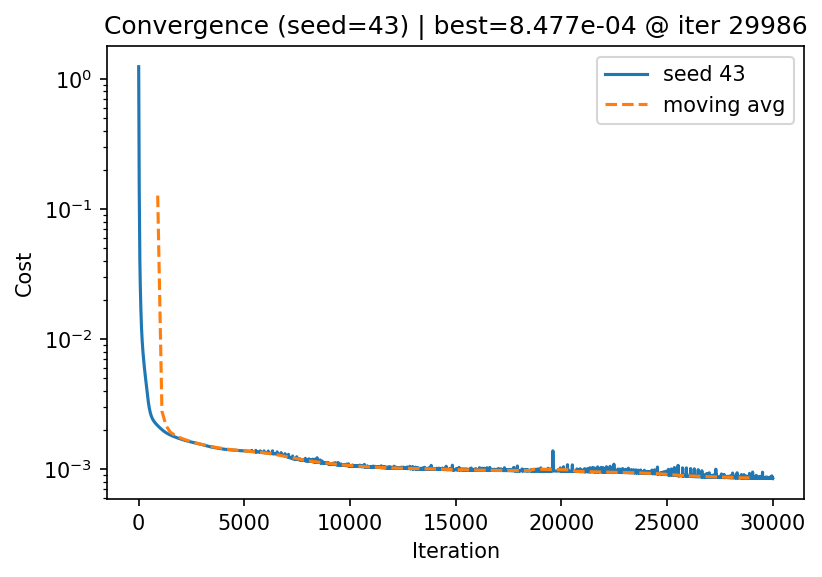 Convergence (seed=43) | best=8.477e-04 @ iter 29986
seed 43
moving avg
10⁰
10⁻¹
10⁻²
10⁻³
Cost
0 5000 10000 15000 20000 25000 30000
Iteration